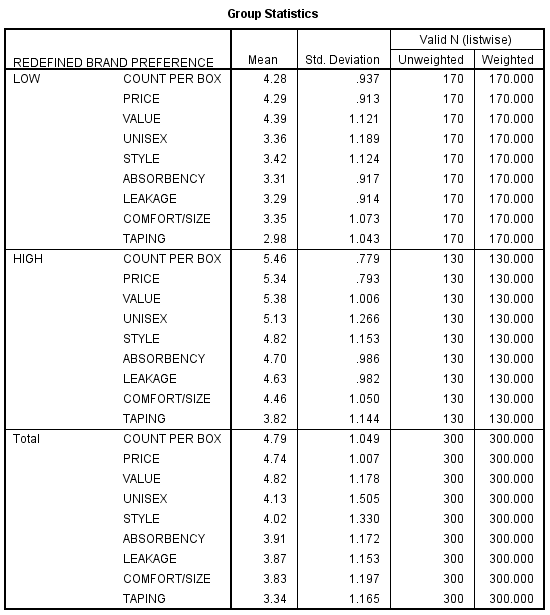 Group Statistics
REDEFINED BRAND PREFERENCE Mean Std. Deviation Valid N (listwise)
Unweighted Weighted
LOW COUNT PER BOX 4.28 .937 170 170.000
PRICE 4.29 .913 170 170.000
VALUE 4.39 1.121 170 170.000
UNISEX 3.36 1.189 170 170.000
STYLE 3.42 1.124 170 170.000
ABSORBENCY 3.31 .917 170 170.000
LEAKAGE 3.29 .914 170 170.000
COMFORT/SIZE 3.35 1.073 170 170.000
TAPING 2.98 1.043 170 170.000
HIGH COUNT PER BOX 5.46 .779 130 130.000
PRICE 5.34 .793 130 130.000
VALUE 5.38 1.006 130 130.000
UNISEX 5.13 1.266 130 130.000
STYLE 4.82 1.153 130 130.000
ABSORBENCY 4.70 .986 130 130.000
LEAKAGE 4.63 .982 130 130.000
COMFORT/SIZE 4.46 1.050 130 130.000
TAPING 3.82 1.144 130 130.000
Total COUNT PER BOX 4.79 1.049 300 300.000
PRICE 4.74 1.007 300 300.000
VALUE 4.82 1.178 300 300.000
UNISEX 4.13 1.505 300 300.000
STYLE 4.02 1.330 300 300.000
ABSORBENCY 3.91 1.172 300 300.000
LEAKAGE 3.87 1.153 300 300.000
COMFORT/SIZE 3.83 1.197 300 300.000
TAPING 3.34 1.165 300 300.000